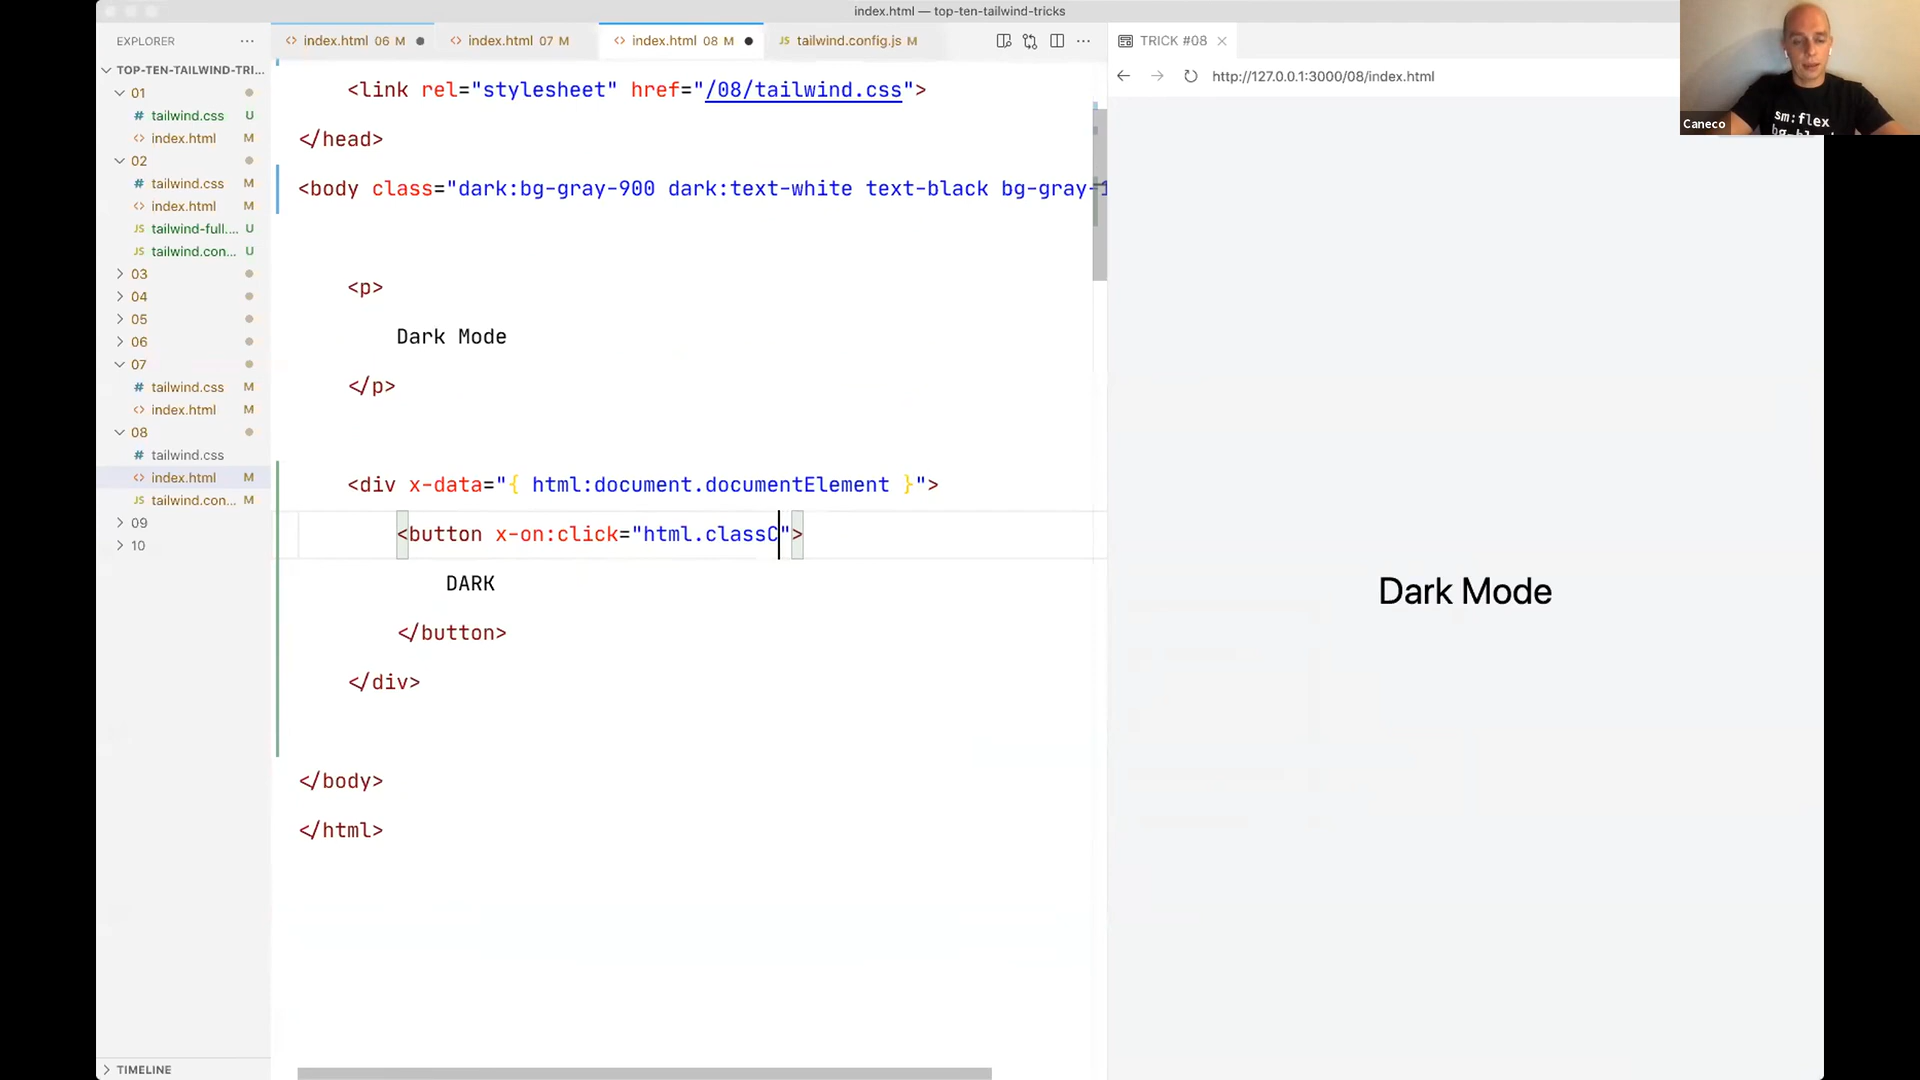 index.html — top-ten-tailwind-tricks
EXPLORER
index.html 06 M
index.html 07 M
index.html 08 M
tailwind.config.js M
TRICK #08
http://127.0.0.1:3000/08/index.html
TOP-TEN-TAILWIND-TRI...
01
tailwind.css U
index.html M
02
tailwind.css M
index.html M
tailwind-full.... U
tailwind.con... U
03
04
05
06
07
tailwind.css M
index.html M
08
tailwind.css
index.html M
tailwind.con... M
09
10
TIMELINE
<link rel="stylesheet" href="/08/tailwind.css">
</head>
<body class="dark:bg-gray-900 dark:text-white text-black bg-gray-1
<p>
Dark Mode
</p>
<div x-data="{ html:document.documentElement }">
<button x-on:click="html.classC">
DARK
</button>
</div>
</body>
</html>
Dark Mode
sm:flex
Caneco